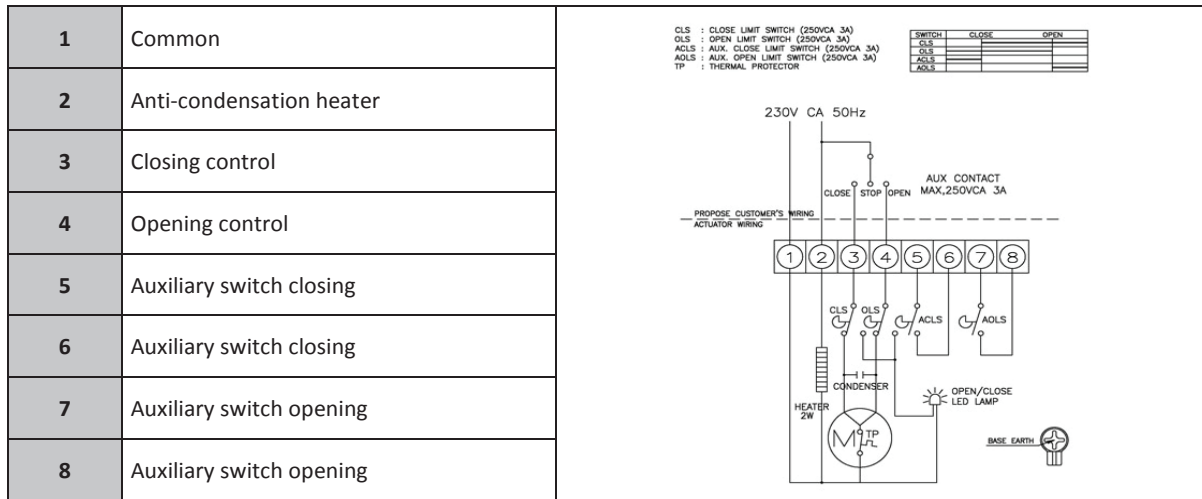 1 Common
2 Anti-condensation heater
3 Closing control
4 Opening control
5 Auxiliary switch closing
6 Auxiliary switch closing
7 Auxiliary switch opening
8 Auxiliary switch opening
CLS : CLOSE LIMIT SWITCH (250VCA 3A)
OLS : OPEN LIMIT SWITCH (250VCA 3A)
ACLS : AUX. CLOSE LIMIT SWITCH (250VCA 3A)
AOLS : AUX. OPEN LIMIT SWITCH (250VCA 3A)
TP : THERMAL PROTECTOR
SWITCH CLOSE OPEN
CLS
OLS
ACLS
AOLS
230V CA 50Hz
AUX CONTACT
MAX,250VCA 3A
CLOSE STOP OPEN
PROPOSE CUSTOMER'S WIRING
ACTUATOR WIRING
1 2 3 4 5 6 7 8
CLS OLS ACLS AOLS
CONDENSER
HEATER
2W
OPEN/CLOSE
LED LAMP
M TP
BASE EARTH